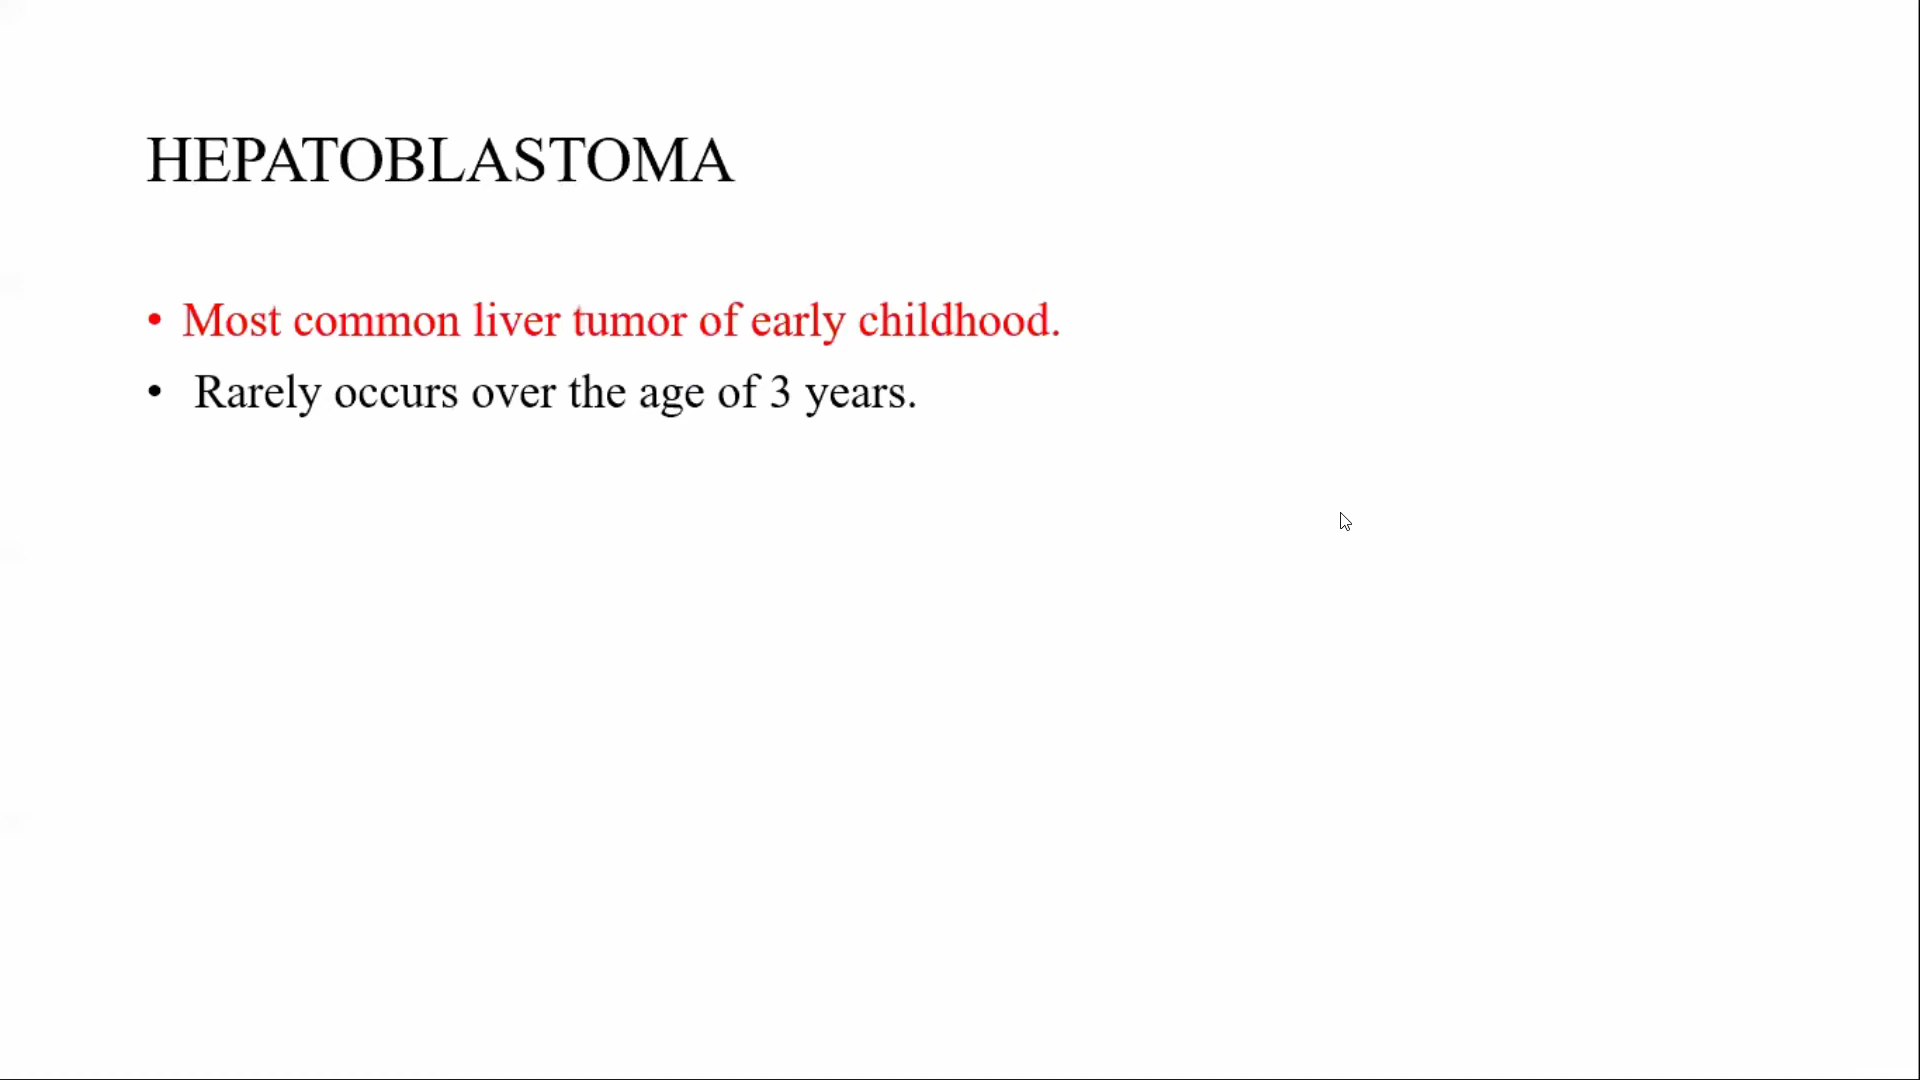 HEPATOBLASTOMA
• Most common liver tumor of early childhood.
• Rarely occurs over the age of 3 years.